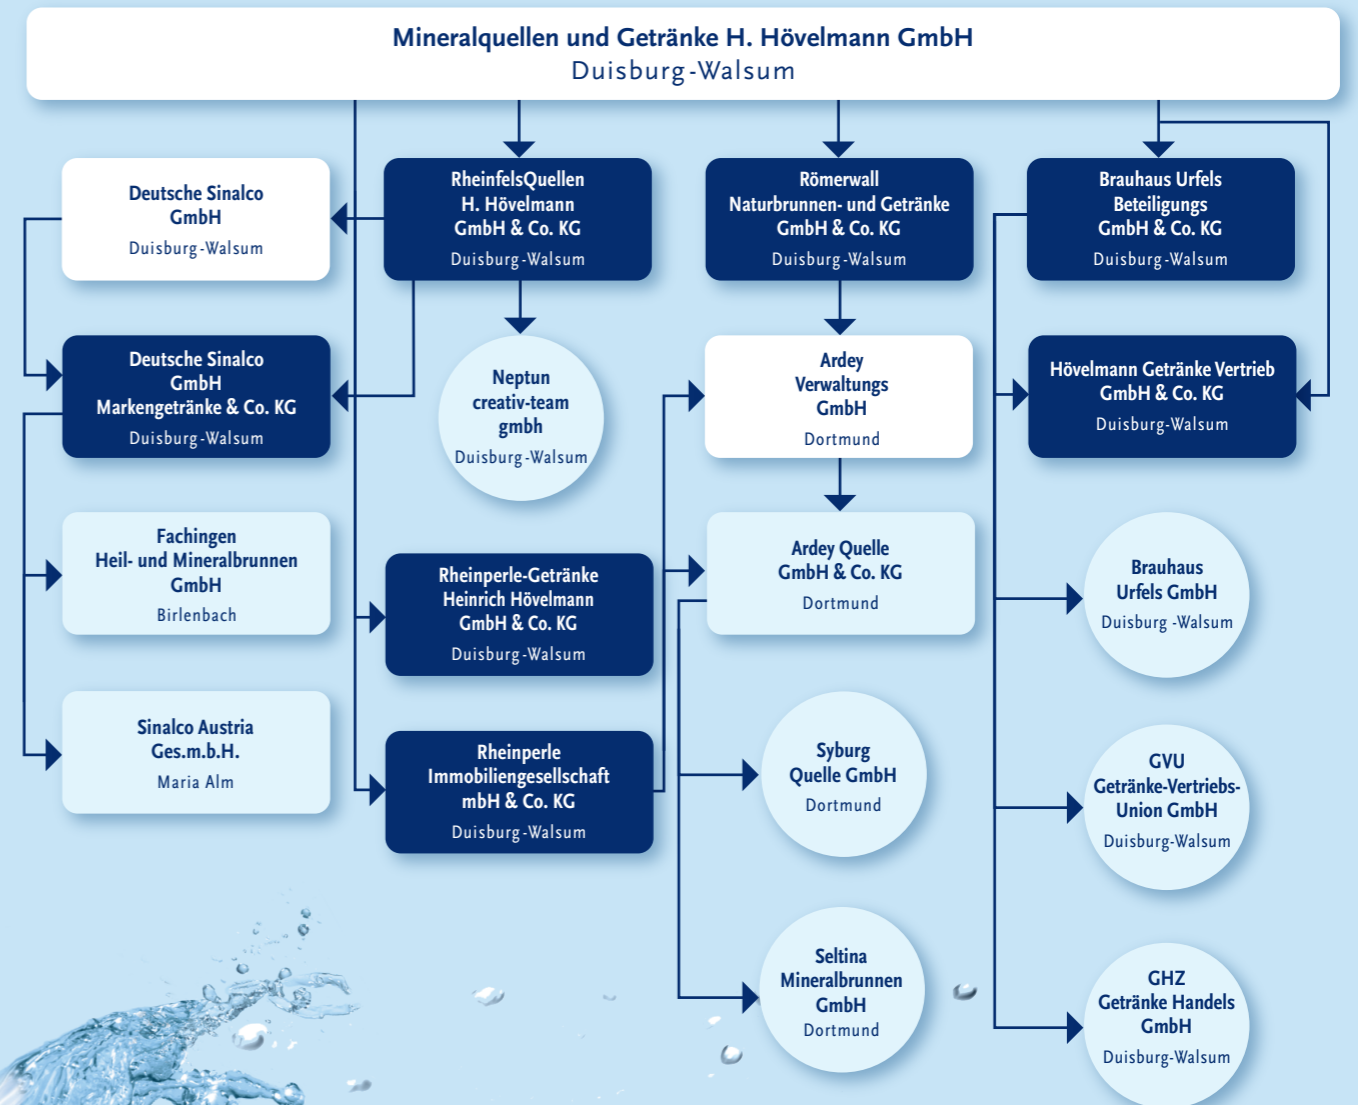 Mineralquellen und Getränke H. Hövelmann GmbH
Duisburg-Walsum
Deutsche Sinalco
GmbH
Duisburg-Walsum
RheinfelsQuellen
H. Hövelmann
GmbH & Co. KG
Duisburg-Walsum
Römerwall
Naturbrunnen- und Getränke
GmbH & Co. KG
Duisburg-Walsum
Brauhaus Urfels
Beteiligungs
GmbH & Co. KG
Duisburg-Walsum
Deutsche Sinalco
GmbH
Markengetränke & Co. KG
Duisburg-Walsum
Neptun
creativ-team
gmbh
Duisburg-Walsum
Ardey
Verwaltungs
GmbH
Dortmund
Hövelmann Getränke Vertrieb
GmbH & Co. KG
Duisburg-Walsum
Fachingen
Heil- und Mineralbrunnen
GmbH
Birlenbach
Rheinperle-Getränke
Heinrich Hövelmann
GmbH & Co. KG
Duisburg-Walsum
Ardey Quelle
GmbH & Co. KG
Dortmund
Brauhaus
Urfels GmbH
Duisburg -Walsum
Sinalco Austria
Ges.m.b.H.
Maria Alm
Rheinperle
Immobiliengesellschaft
mbH & Co. KG
Duisburg-Walsum
Syburg
Quelle GmbH
Dortmund
GVU
Getränke-Vertriebs-
Union GmbH
Duisburg-Walsum
Seltina
Mineralbrunnen
GmbH
Dortmund
GHZ
Getränke Handels
GmbH
Duisburg-Walsum